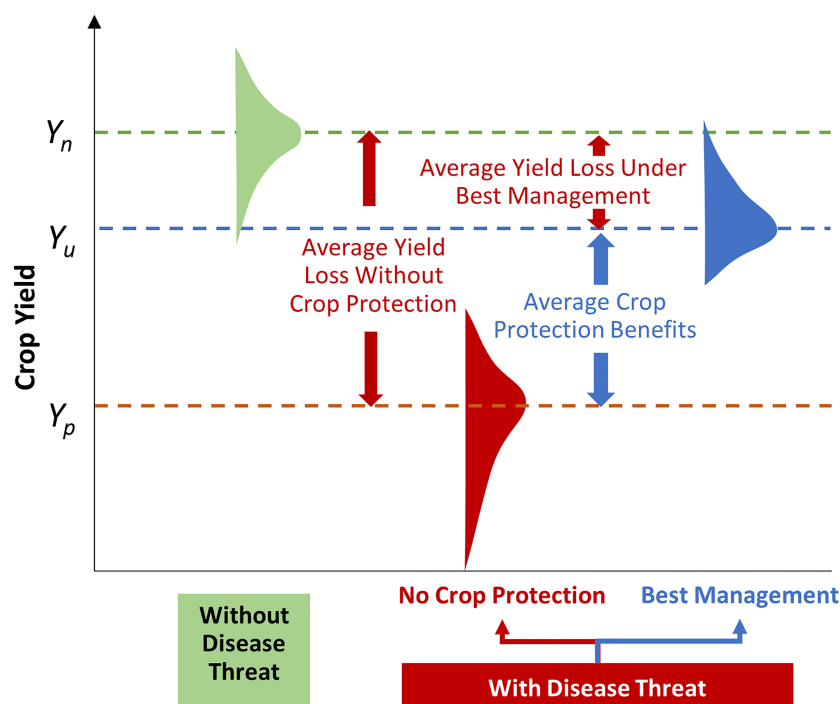 Crop Yield
Yn
Yu
Yp
Average Yield
Loss Without
Crop Protection
Average Yield Loss Under
Best Management
Average Crop
Protection Benefits
Without
Disease
Threat
No Crop Protection
Best Management
With Disease Threat